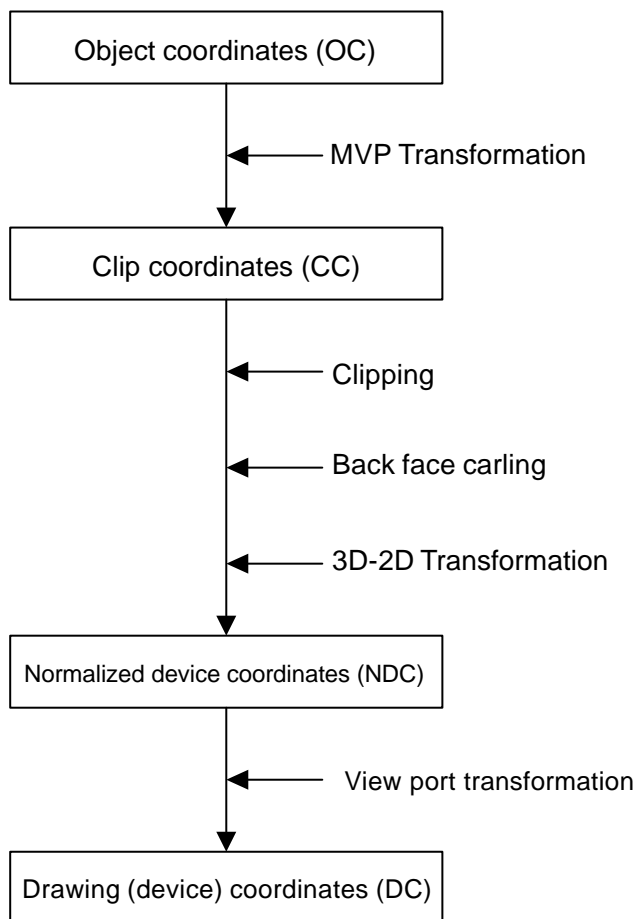 Object coordinates (OC)
MVP Transformation
Clip coordinates (CC)
Clipping
Back face carling
3D-2D Transformation
Normalized device coordinates (NDC)
View port transformation
Drawing (device) coordinates (DC)